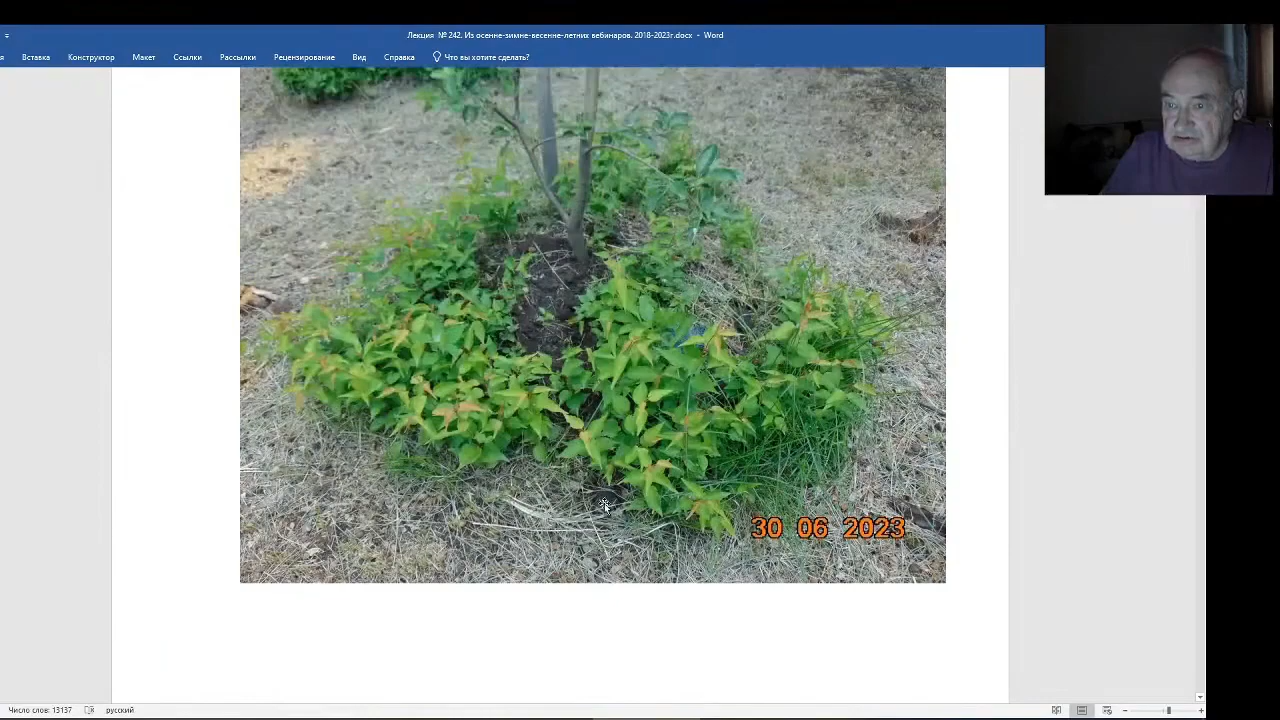 Лекция № 242. Из осенне-зимне-весенне-летних вебинаров. 2018-2023г.docx - Word
Вставка Конструктор Макет Ссылки Рассылки Рецензирование Вид Справка Что вы хотите сделать?
30 06 2023
Число слов: 13137 русский